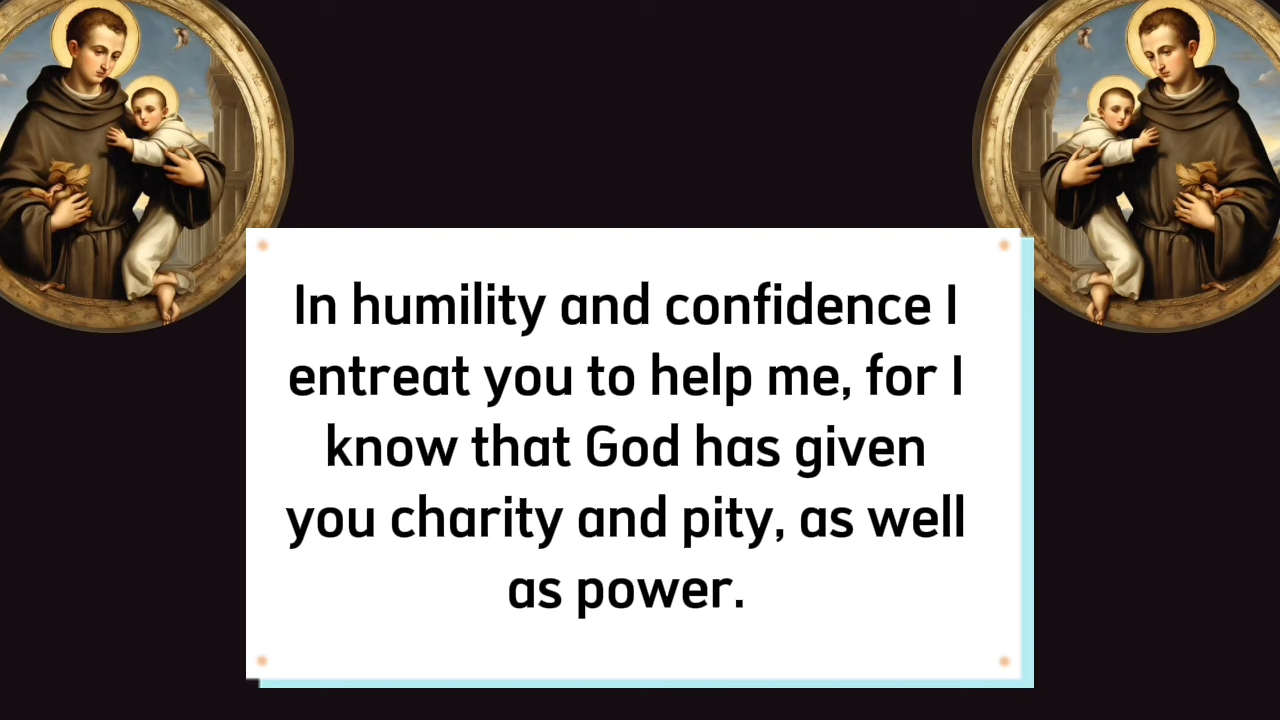 In humility and confidence I
entreat you to help me, for I
know that God has given
you charity and pity, as well
as power.